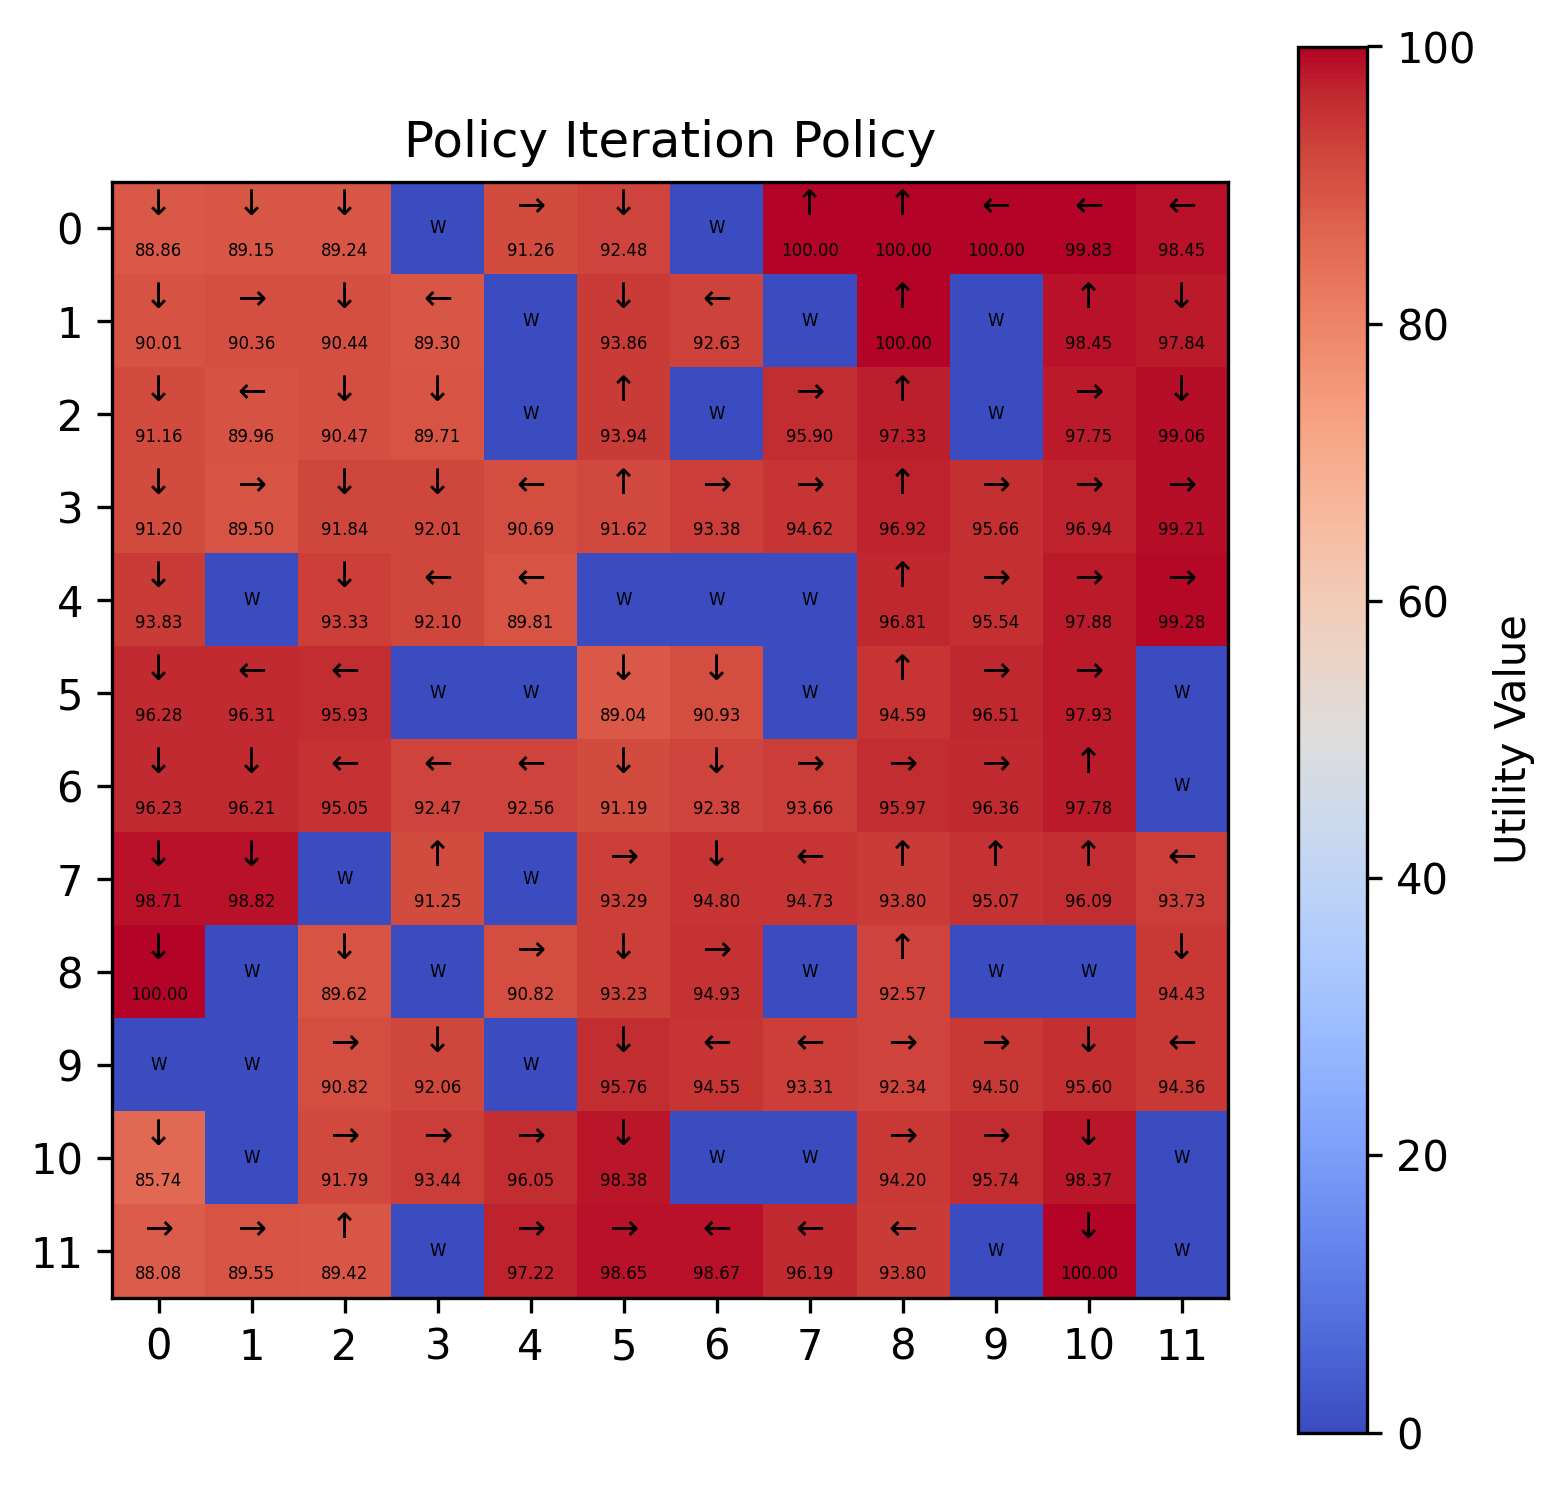 Policy Iteration Policy
0 ↓ ↓ ↓ W → ↓ W ↑ ↑ ← ← ←
88.86 89.15 89.24 91.26 92.48 100.00 100.00 100.00 99.83 98.45
1 ↓ → ↓ ← W ↓ ← W ↑ W ↑ ↓
90.01 90.36 90.44 89.30 93.86 92.63 100.00 98.45 97.84
2 ↓ ← ↓ ↓ W ↑ W → ↑ W → ↓
91.16 89.96 90.47 89.71 93.94 95.90 97.33 97.75 99.06
3 ↓ → ↓ ↓ ← ↑ → → ↑ → → →
91.20 89.50 91.84 92.01 90.69 91.62 93.38 94.62 96.92 95.66 96.94 99.21
4 ↓ W ↓ ← ← W W W ↑ → → →
93.83 93.33 92.10 89.81 96.81 95.54 97.88 99.28
5 ↓ ← ← W W ↓ ↓ W ↑ → → W
96.28 96.31 95.93 89.04 90.93 94.59 96.51 97.93
6 ↓ ↓ ← ← ← ↓ ↓ → → → ↑ W
96.23 96.21 95.05 92.47 92.56 91.19 92.38 93.66 95.97 96.36 97.78
7 ↓ ↓ W ↑ W → ↓ ← ↑ ↑ ↑ ←
98.71 98.82 91.25 93.29 94.80 94.73 93.80 95.07 96.09 93.73
8 ↓ W ↓ W → ↓ → W ↑ W W ↓
100.00 89.62 90.82 93.23 94.93 92.57 94.43
9 W W → ↓ W ↓ ← ← → → ↓ ←
90.82 92.06 95.76 94.55 93.31 92.34 94.50 95.60 94.36
10 ↓ W → → → ↓ W W → → ↓ W
85.74 91.79 93.44 96.05 98.38 94.20 95.74 98.37
11 → → ↑ W → → ← ← ← W ↓ W
88.08 89.55 89.42 97.22 98.65 98.67 96.19 93.80 100.00
0 1 2 3 4 5 6 7 8 9 10 11
100
80
60
40
20
0
Utility Value